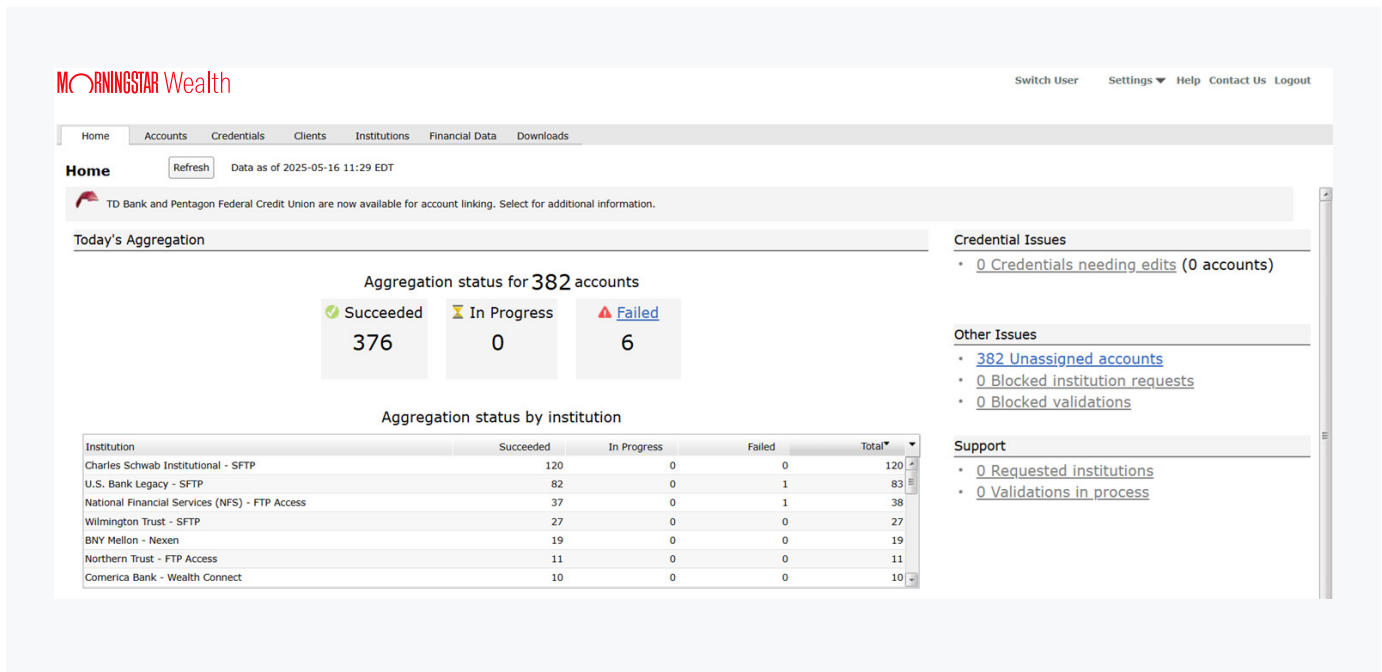 MORNINGSTAR Wealth
Switch User Settings Help Contact Us Logout
Home Accounts Credentials Clients Institutions Financial Data Downloads
Home Refresh Data as of 2025-05-16 11:29 EDT
TD Bank and Pentagon Federal Credit Union are now available for account linking. Select for additional information.
Today's Aggregation
Aggregation status for 382 accounts
Succeeded In Progress Failed
376 0 6
Aggregation status by institution
Institution Succeeded In Progress Failed Total
Charles Schwab Institutional - SFTP 120 0 0 120
U.S. Bank Legacy - SFTP 82 0 1 83
National Financial Services (NFS) - FTP Access 37 0 1 38
Wilmington Trust - SFTP 27 0 0 27
BNY Mellon - Nexen 19 0 0 19
Northern Trust - FTP Access 11 0 0 11
Comerica Bank - Wealth Connect 10 0 0 10
Credential Issues
• 0 Credentials needing edits (0 accounts)
Other Issues
• 382 Unassigned accounts
• 0 Blocked institution requests
• 0 Blocked validations
Support
• 0 Requested institutions
• 0 Validations in process